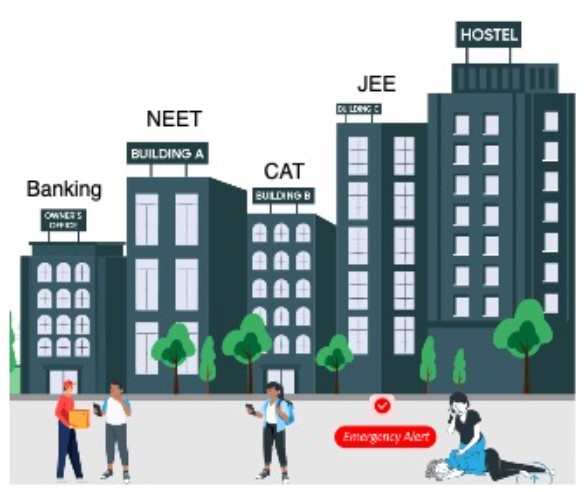 HOSTEL
JEE
BUILDING C
NEET
BUILDING A
CAT
BUILDING B
Banking
OWNER'S
OFFICE
Emergency Alert